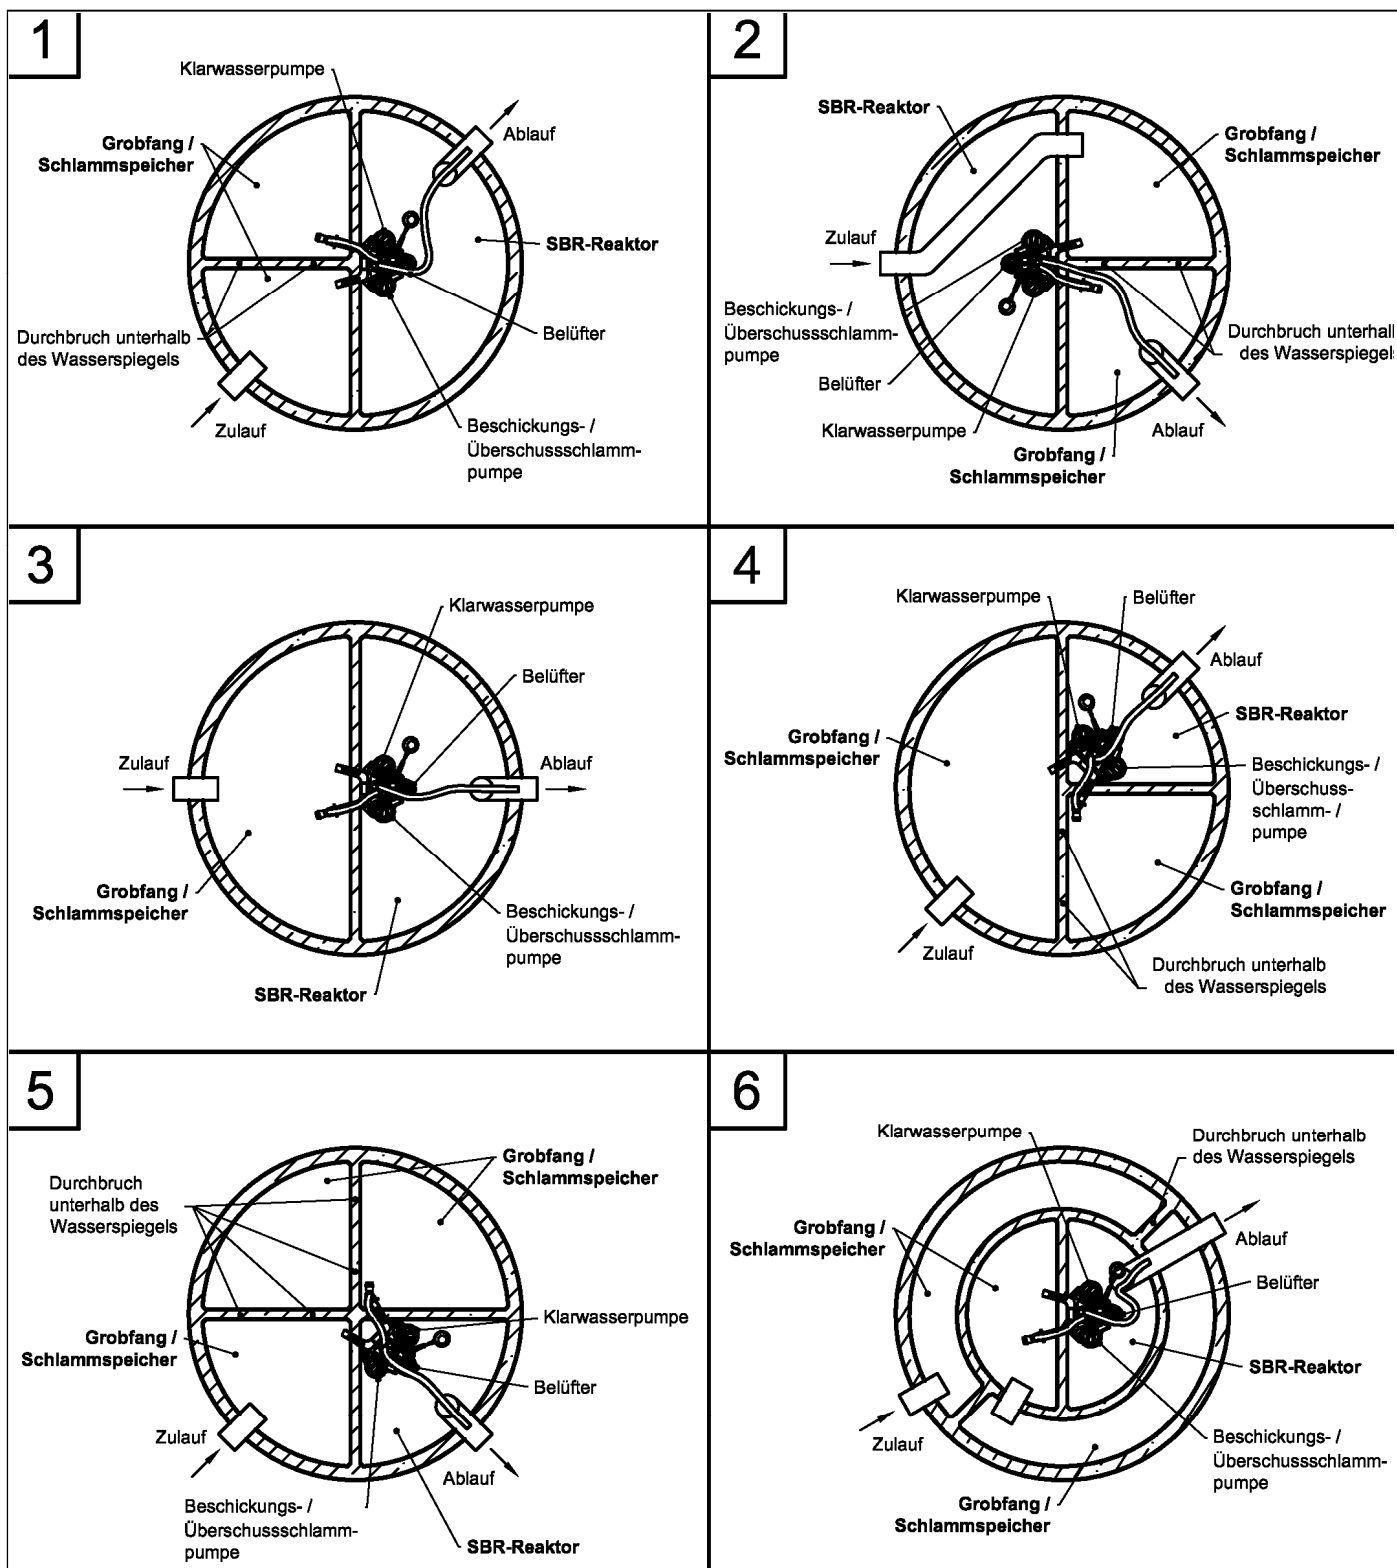 1
Klarwasserpumpe
Grobfang /
Schlammspeicher
Ablauf
SBR-Reaktor
Durchbruch unterhalb
des Wasserspiegels
Belüfter
Zulauf
Beschickungs- /
Überschussschlamm-
pumpe
2
SBR-Reaktor
Grobfang /
Schlammspeicher
Zulauf
Beschickungs- /
Überschussschlamm-
pumpe
Durchbruch unterhalb
des Wasserspiegels
Belüfter
Klarwasserpumpe
Ablauf
Grobfang /
Schlammspeicher
3
Klarwasserpumpe
Belüfter
Zulauf
Ablauf
Grobfang /
Schlammspeicher
Beschickungs- /
Überschussschlamm-
pumpe
SBR-Reaktor
4
Klarwasserpumpe
Belüfter
Ablauf
SBR-Reaktor
Grobfang /
Schlammspeicher
Beschickungs- /
Überschuss-
schlamm- /
pumpe
Grobfang /
Schlammspeicher
Zulauf
Durchbruch unterhalb
des Wasserspiegels
5
Grobfang /
Schlammspeicher
Durchbruch
unterhalb des
Wasserspiegels
Klarwasserpumpe
Grobfang /
Schlammspeicher
Belüfter
Zulauf
Ablauf
Beschickungs- /
Überschussschlamm-
pumpe
SBR-Reaktor
6
Klarwasserpumpe
Durchbruch unterhalb
des Wasserspiegels
Grobfang /
Schlammspeicher
Ablauf
Belüfter
SBR-Reaktor
Zulauf
Beschickungs- /
Überschussschlamm-
pumpe
Grobfang /
Schlammspeicher